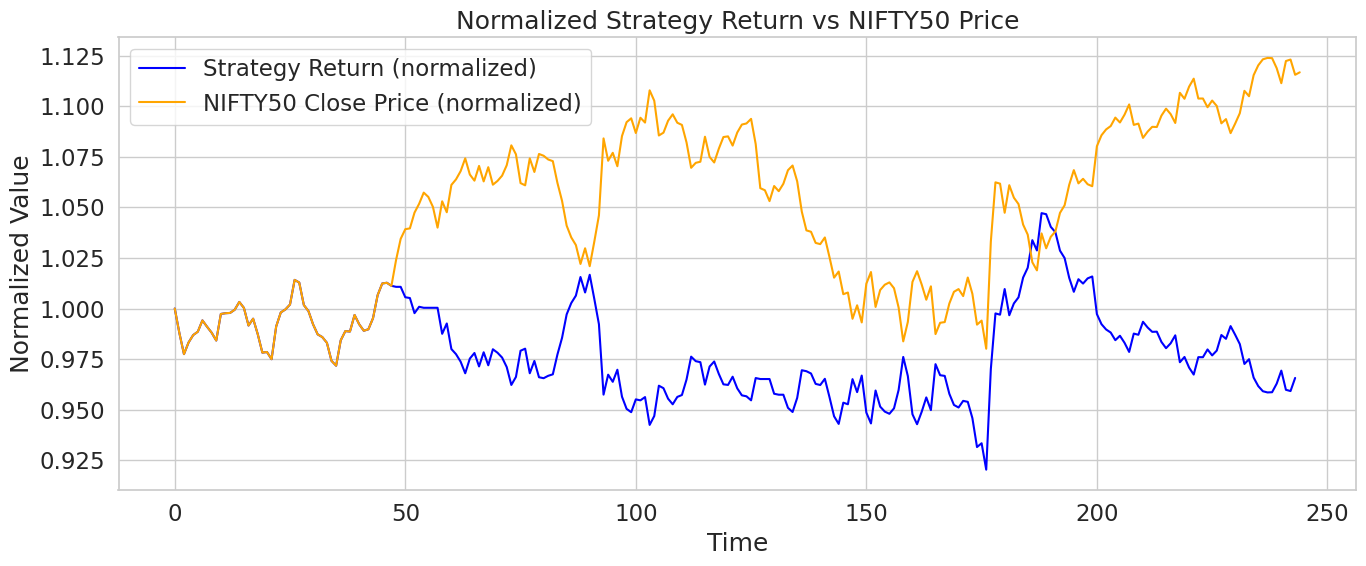 Normalized Strategy Return vs NIFTY50 Price
Strategy Return (normalized)
NIFTY50 Close Price (normalized)
Normalized Value
1.125
1.100
1.075
1.050
1.025
1.000
0.975
0.950
0.925
0 50 100 150 200 250
Time